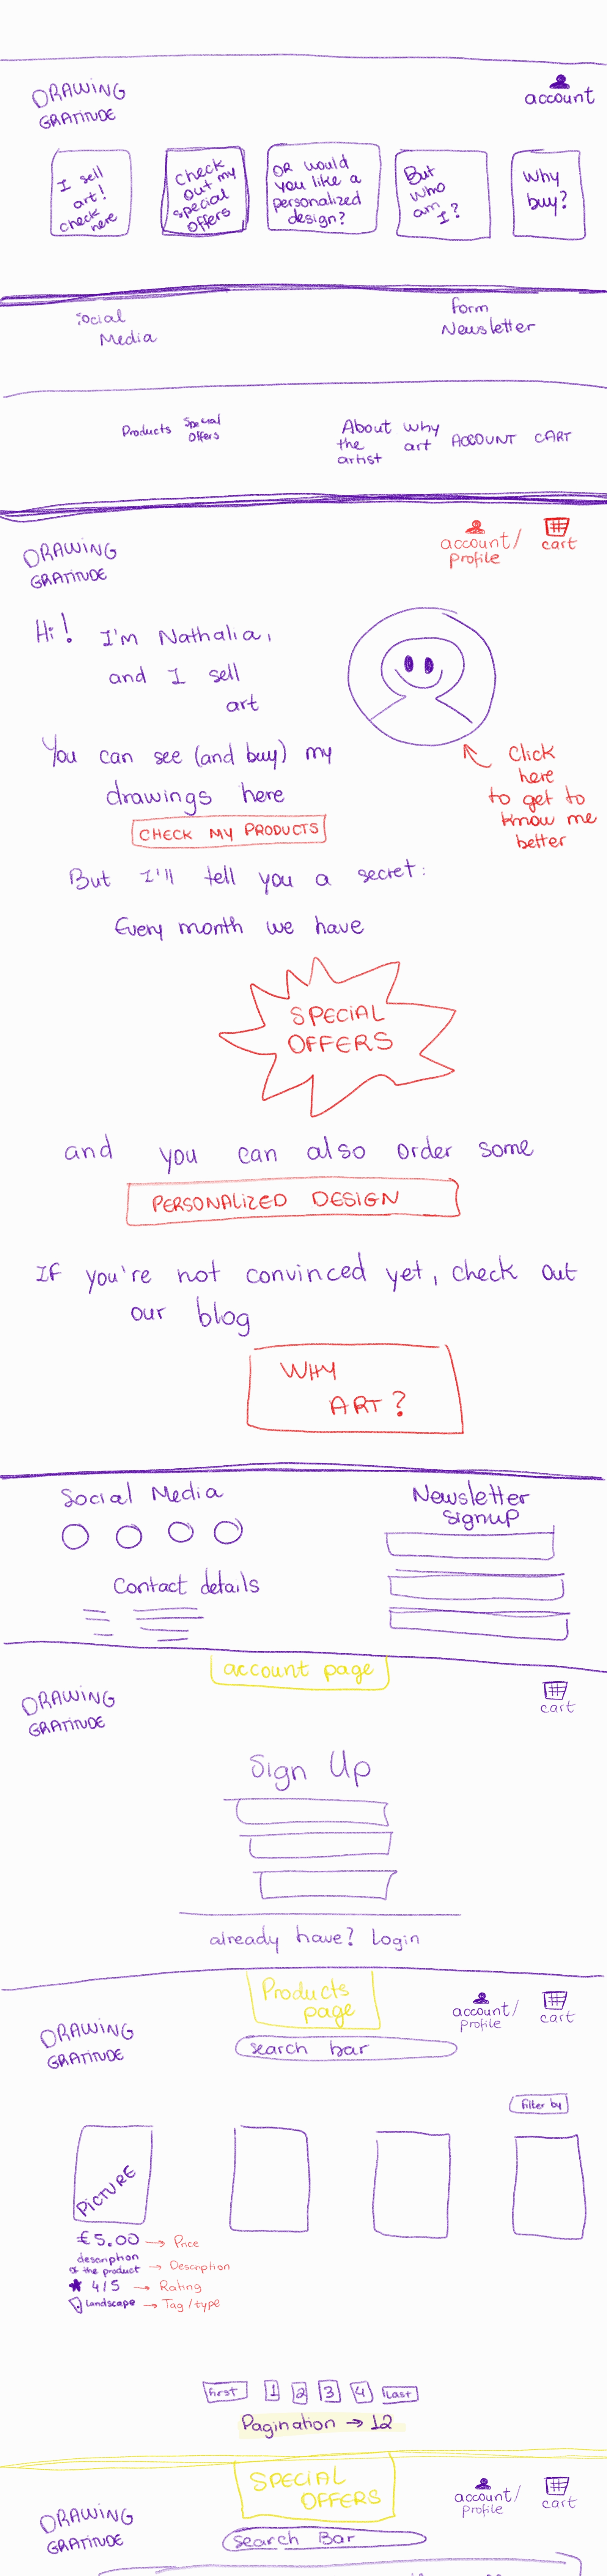 DRAWING
GRATITUDE
account
I sell
art!
check
here
Check
out my
special
offers
OR would
you like a
personalized
design?
But
who
am
I?
Why
buy?
Social
Media
Form
Newsletter
Products
Special
Offers
About
the
artist
why
art
ACCOUNT
CART
DRAWING
GRATITUDE
account/
profile
cart
Hi! I'm Nathalia,
and I sell
art
You can see (and buy) my
drawings here
CHECK MY PRODUCTS
Click
here
to get to
know me
better
But I'll tell you a secret:
Every month we have
SPECIAL
OFFERS
and you can also order some
PERSONALIZED DESIGN
IF you're not convinced yet, check out
our blog
WHY
ART?
Social Media
Newsletter
signup
Contact details
account page
DRAWING
GRATITUDE
cart
Sign Up
already have? Login
Products
page
account/
profile
cart
DRAWING
GRATITUDE
search bar
filter by
PICTURE
€5.00 → Price
description
of the product → Description
4/5 → Rating
landscape → Tag/type
First 1 2 3 4 Last
Pagination → 12
SPECIAL
OFFERS
account/
profile
cart
DRAWING
GRATITUDE
Search Bar